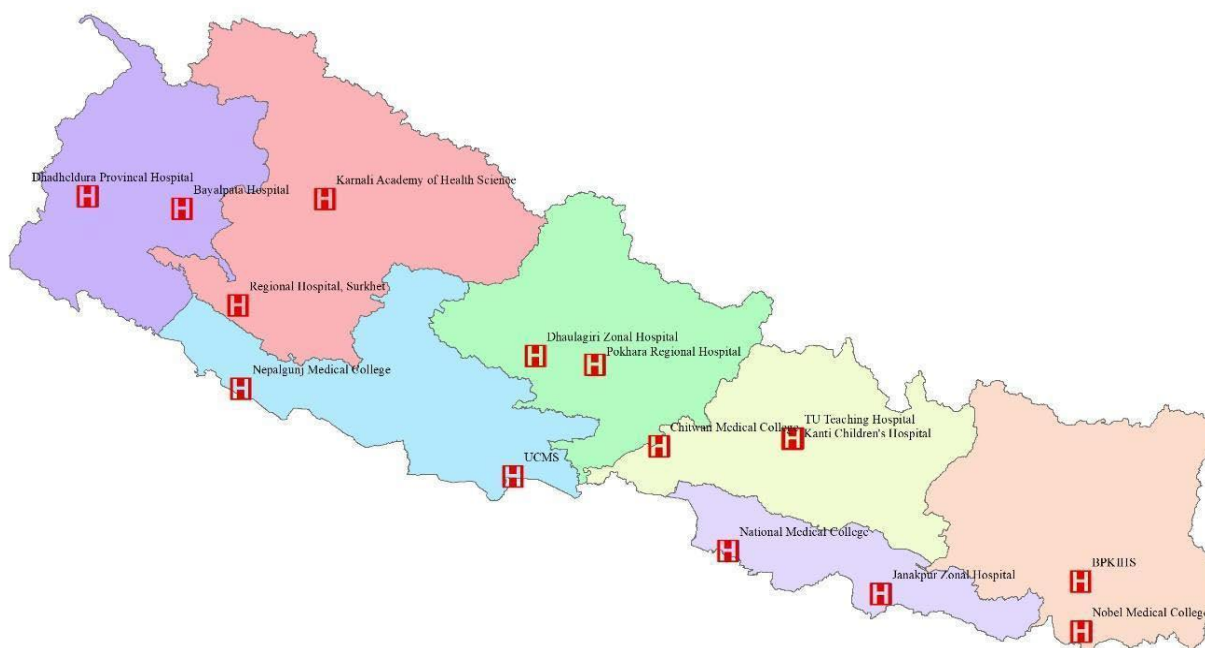 Dhadheldura Provincal Hospital
Bayalpata Hospital
Karnali Academy of Health Science
Regional Hospital, Surkhet
Dhaulagiri Zonal Hospital
Pokhara Regional Hospital
Nepalgunj Medical College
Chitwan Medical College
TU Teaching Hospital
Kanti Children's Hospital
UCMS
National Medical College
Janakpur Zonal Hospital
BPKIHS
Nobel Medical College